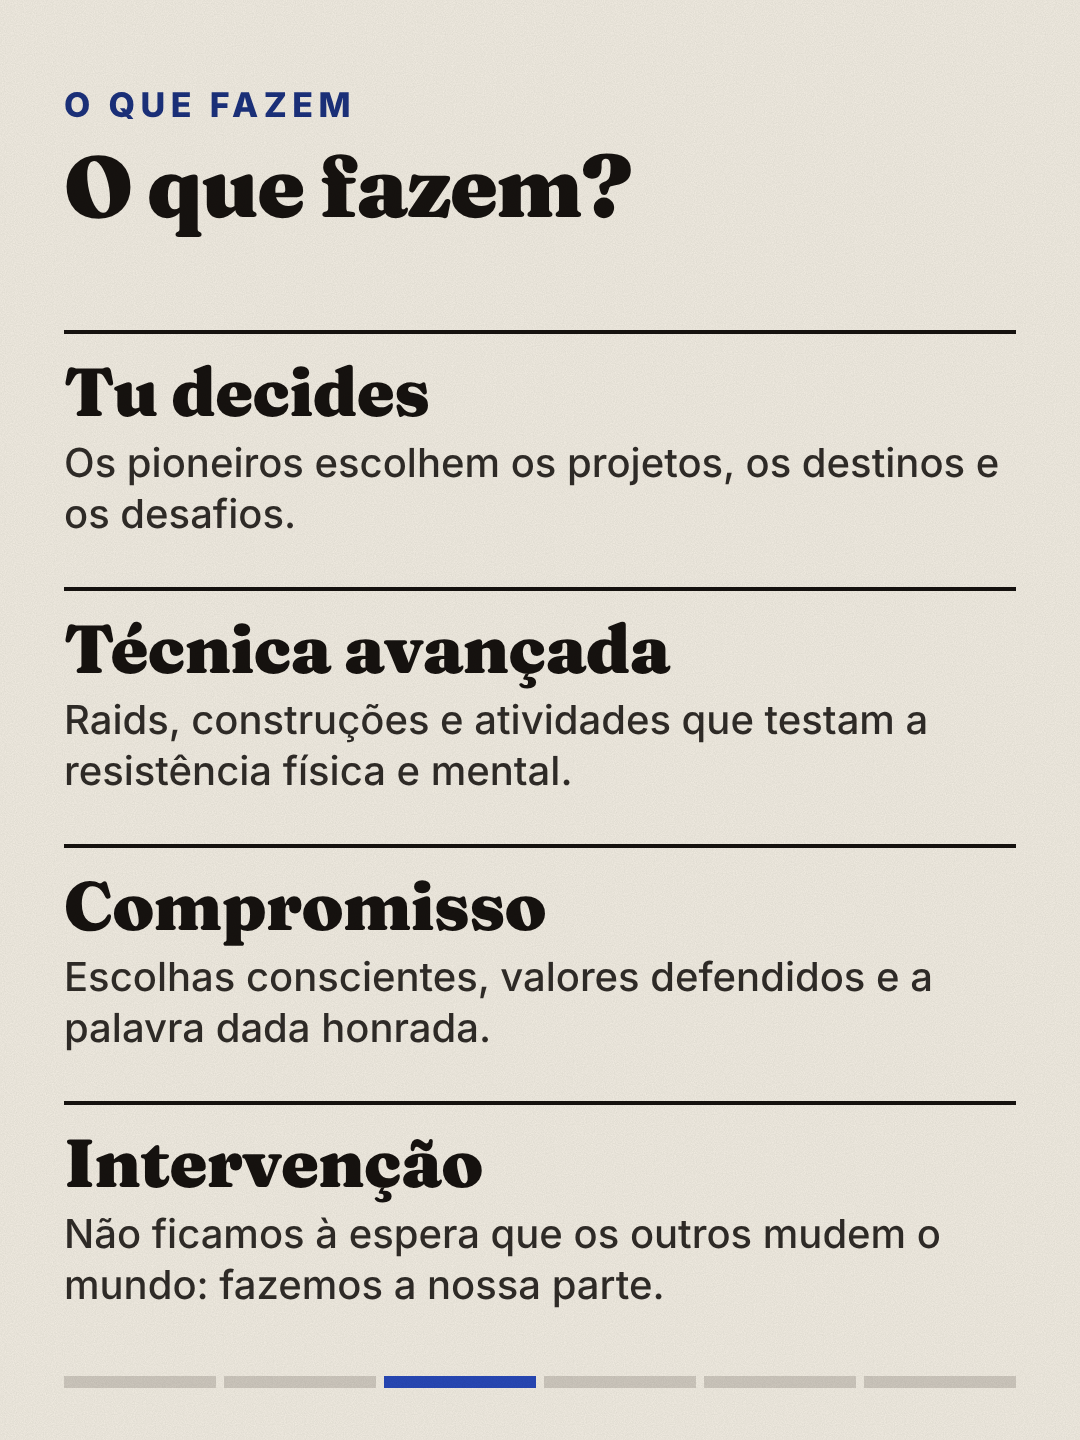 O QUE FAZEM
O que fazem?
Tu decides
Os pioneiros escolhem os projetos, os destinos e
os desafios.
Técnica avançada
Raids, construções e atividades que testam a
resistência física e mental.
Compromisso
Escolhas conscientes, valores defendidos e a
palavra dada honrada.
Intervenção
Não ficamos à espera que os outros mudem o
mundo: fazemos a nossa parte.